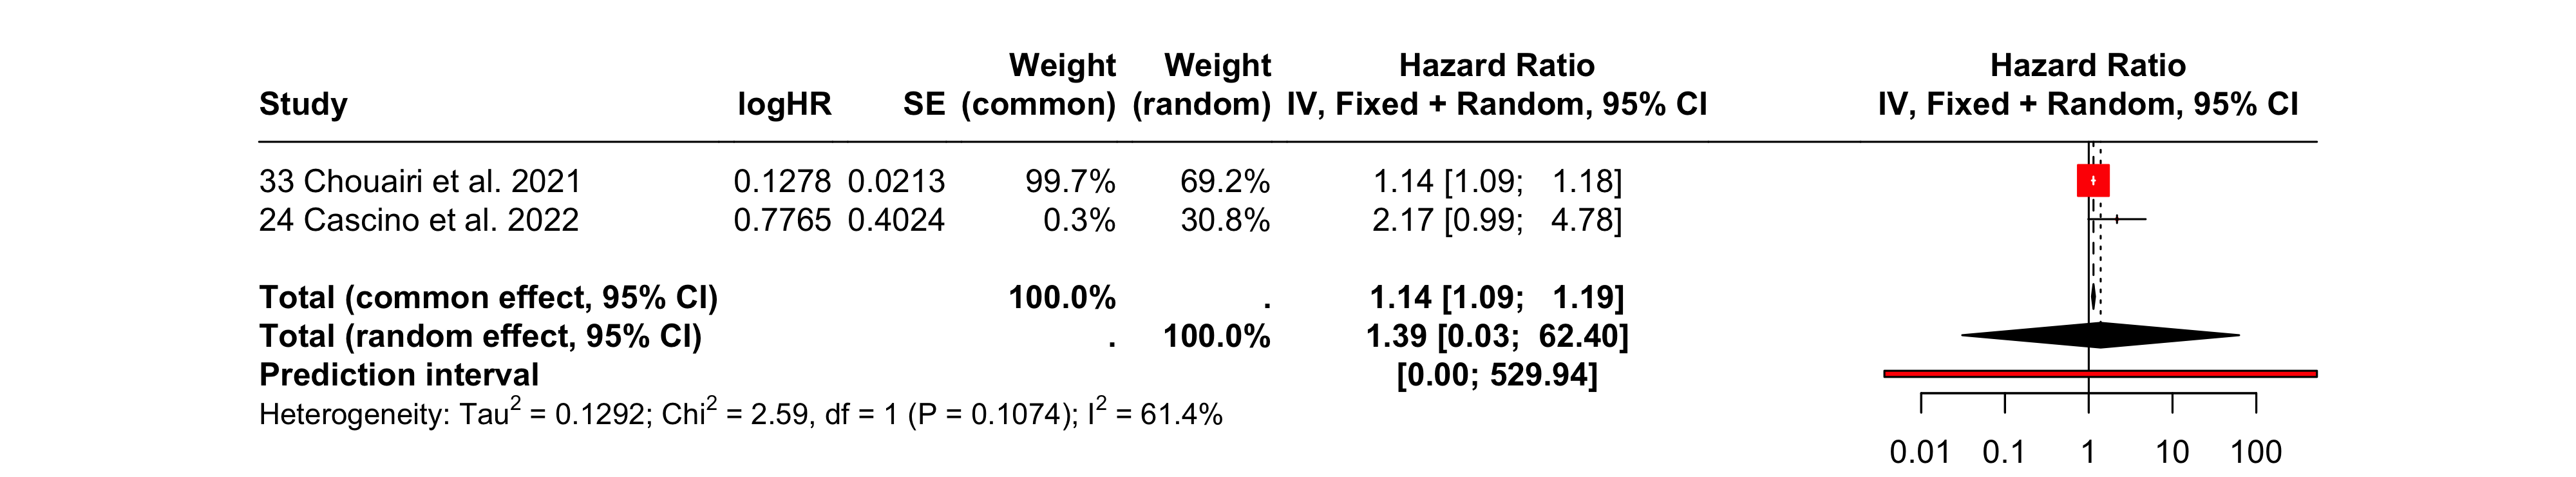 Weight Weight Hazard Ratio Hazard Ratio
Study logHR SE (common) (random) IV, Fixed + Random, 95% CI IV, Fixed + Random, 95% CI
33 Chouairi et al. 2021 0.1278 0.0213 99.7% 69.2% 1.14 [1.09; 1.18]
24 Cascino et al. 2022 0.7765 0.4024 0.3% 30.8% 2.17 [0.99; 4.78]
Total (common effect, 95% CI) 100.0% . 1.14 [1.09; 1.19]
Total (random effect, 95% CI) . 100.0% 1.39 [0.03; 62.40]
Prediction interval [0.00; 529.94]
Heterogeneity: Tau² = 0.1292; Chi² = 2.59, df = 1 (P = 0.1074); I² = 61.4%
0.01 0.1 1 10 100